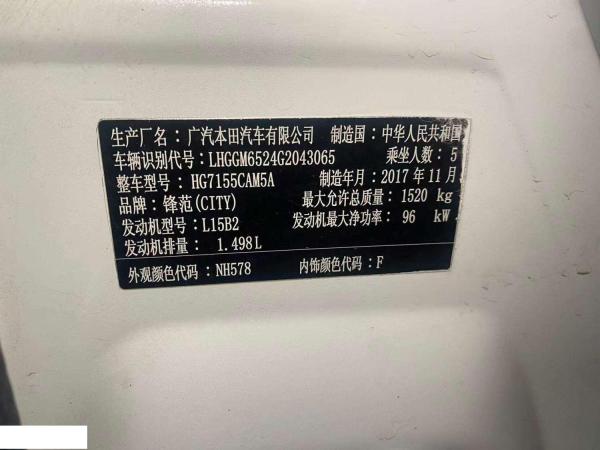 生产厂名：广汽本田汽车有限公司 制造国：中华人民共和国
车辆识别代号：LHGGM6524G2043065 乘坐人数：5
整车型号：HG7155CAM5A 制造年月：2017年11月
品牌：锋范(CITY) 最大允许总质量：1520 kg
发动机型号：L15B2 发动机最大净功率：96 kW
发动机排量：1.498L
外观颜色代码：NH578 内饰颜色代码：F